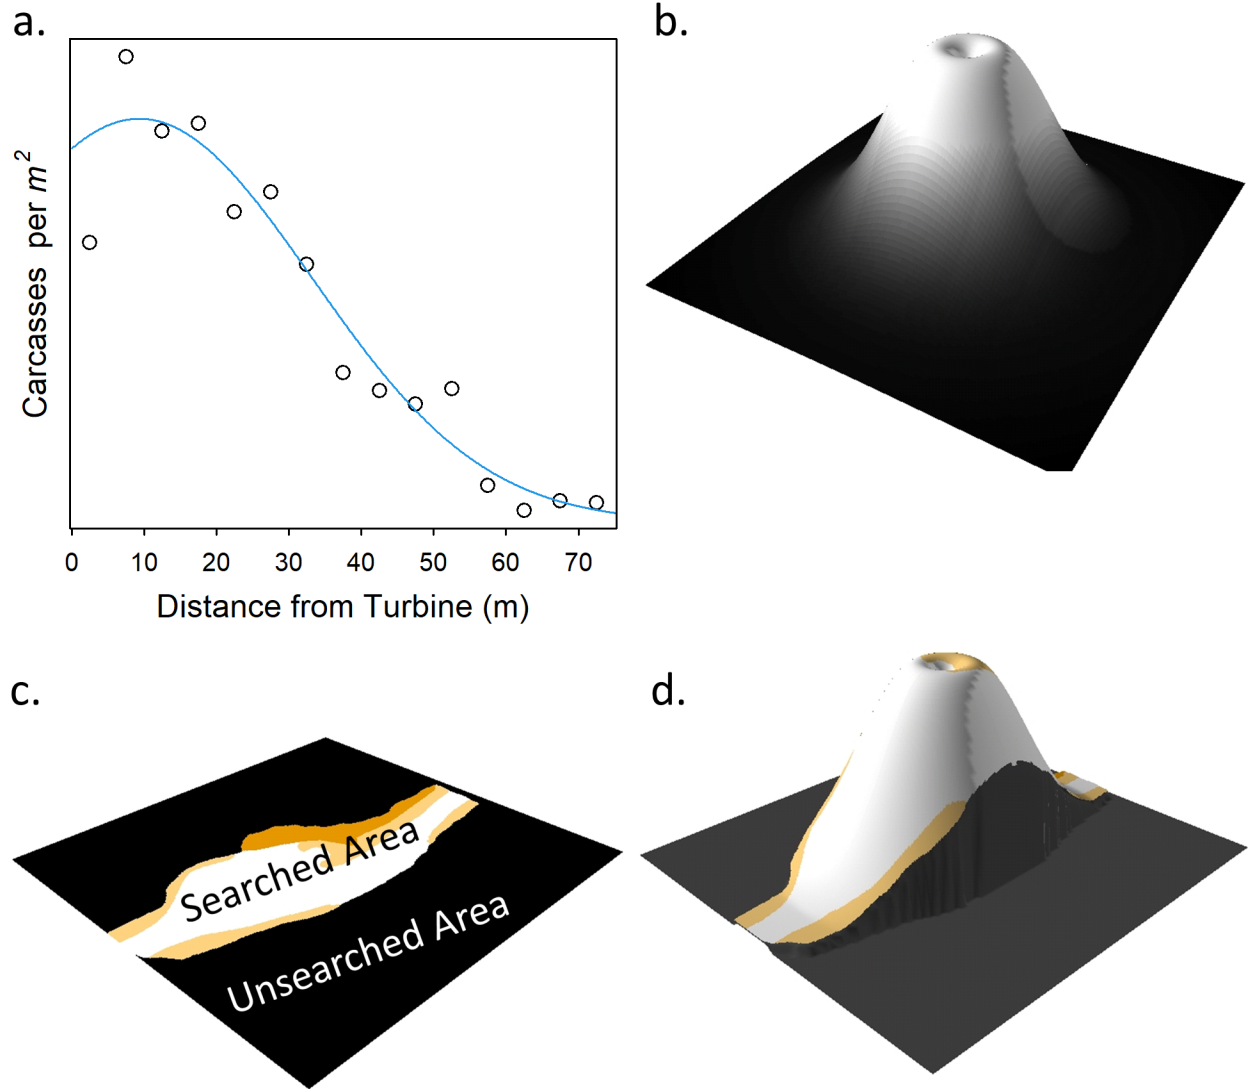 a.
Carcasses per m²
0 10 20 30 40 50 60 70
Distance from Turbine (m)
b.
c.
Searched Area
Unsearched Area
d.